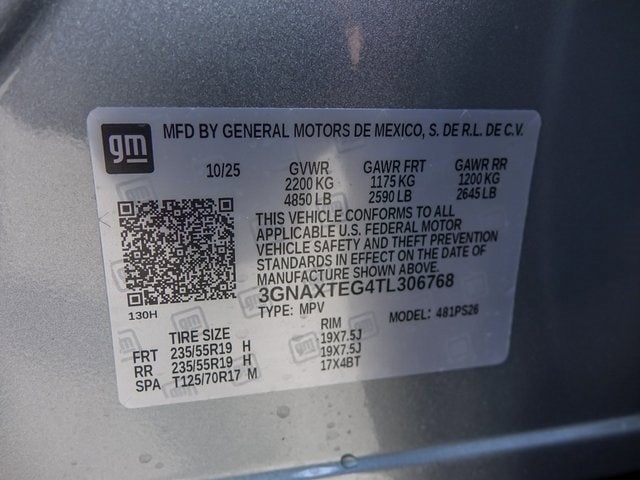 gm
MFD BY GENERAL MOTORS DE MEXICO, S. DE R.L. DE C.V.
10/25 GVWR GAWR FRT GAWR RR
2200 KG 1175 KG 1200 KG
4850 LB 2590 LB 2645 LB
THIS VEHICLE CONFORMS TO ALL
APPLICABLE U.S. FEDERAL MOTOR
VEHICLE SAFETY AND THEFT PREVENTION
STANDARDS IN EFFECT ON THE DATE OF
MANUFACTURE SHOWN ABOVE.
3GNAXTEG4TL306768
130H TYPE: MPV MODEL: 481PS26
TIRE SIZE RIM
FRT 235/55R19 H 19X7.5J
RR 235/55R19 H 19X7.5J
SPA T125/70R17 M 17X4BT